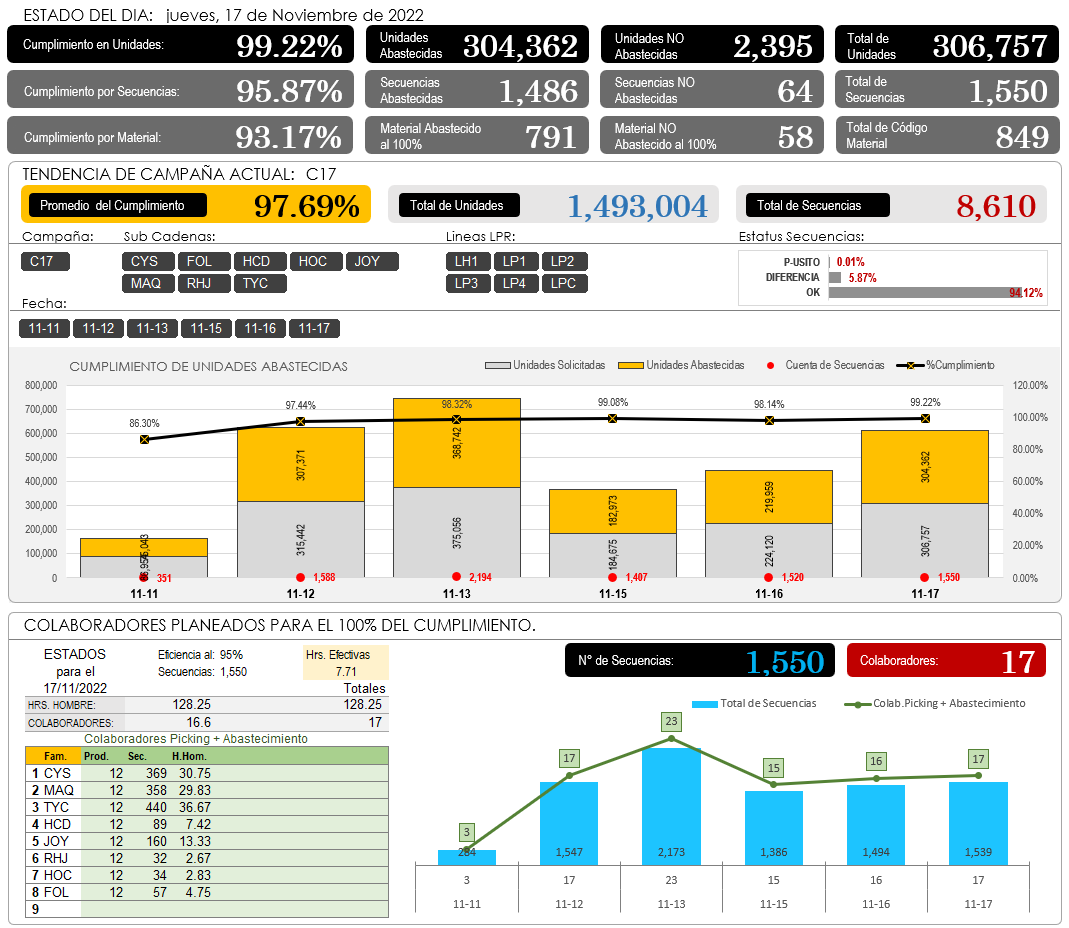 ESTADO DEL DIA: jueves, 17 de Noviembre de 2022
Cumplimiento en Unidades: 99.22% Unidades Abastecidas 304,362 Unidades NO Abastecidas 2,395 Total de Unidades 306,757
Cumplimiento por Secuencias: 95.87% Secuencias Abastecidas 1,486 Secuencias NO Abastecidas 64 Total de Secuencias 1,550
Cumplimiento por Material: 93.17% Material Abastecido al 100% 791 Material NO Abastecido al 100% 58 Total de Código Material 849
TENDENCIA DE CAMPAÑA ACTUAL: C17
Promedio del Cumplimiento 97.69% Total de Unidades 1,493,004 Total de Secuencias 8,610
Campaña: Sub Cadenas: Lineas LPR: Estatus Secuencias:
C17 CYS FOL HCD HOC JOY LH1 LP1 LP2
MAQ RHJ TYC LP3 LP4 LPC
P-USITO 0.01%
DIFERENCIA 5.87%
OK 94.12%
Fecha:
11-11 11-12 11-13 11-15 11-16 11-17
CUMPLIMIENTO DE UNIDADES ABASTECIDAS
Unidades Solicitadas Unidades Abastecidas Cuenta de Secuencias %Cumplimiento
800,000
700,000
600,000
500,000
400,000
300,000
200,000
100,000
0
120.00%
100.00%
80.00%
60.00%
40.00%
20.00%
0.00%
86.30% 97.44% 98.32% 99.08% 98.14% 99.22%
307,371 368,742 182,973 219,959 304,362
315,442 375,056 184,675 224,120 306,757
351 1,588 2,194 1,407 1,520 1,550
11-11 11-12 11-13 11-15 11-16 11-17
COLABORADORES PLANEADOS PARA EL 100% DEL CUMPLIMIENTO.
ESTADOS para el 17/11/2022
Eficiencia al: 95%
Secuencias: 1,550
Hrs. Efectivas
7.71
Totales
HRS. HOMBRE: 128.25 128.25
COLABORADORES: 16.6 17
Colaboradores Picking + Abastecimiento
Fam. Prod. Sec. H.Hom.
1 CYS 12 369 30.75
2 MAQ 12 358 29.83
3 TYC 12 440 36.67
4 HCD 12 89 7.42
5 JOY 12 160 13.33
6 RHJ 12 32 2.67
7 HOC 12 34 2.83
8 FOL 12 57 4.75
9
N° de Secuencias: 1,550 Colaboradores: 17
Total de Secuencias Colab.Picking + Abastecimiento
3 17 23 15 16 17
284 1,547 2,173 1,386 1,494 1,539
3 17 23 15 16 17
11-11 11-12 11-13 11-15 11-16 11-17